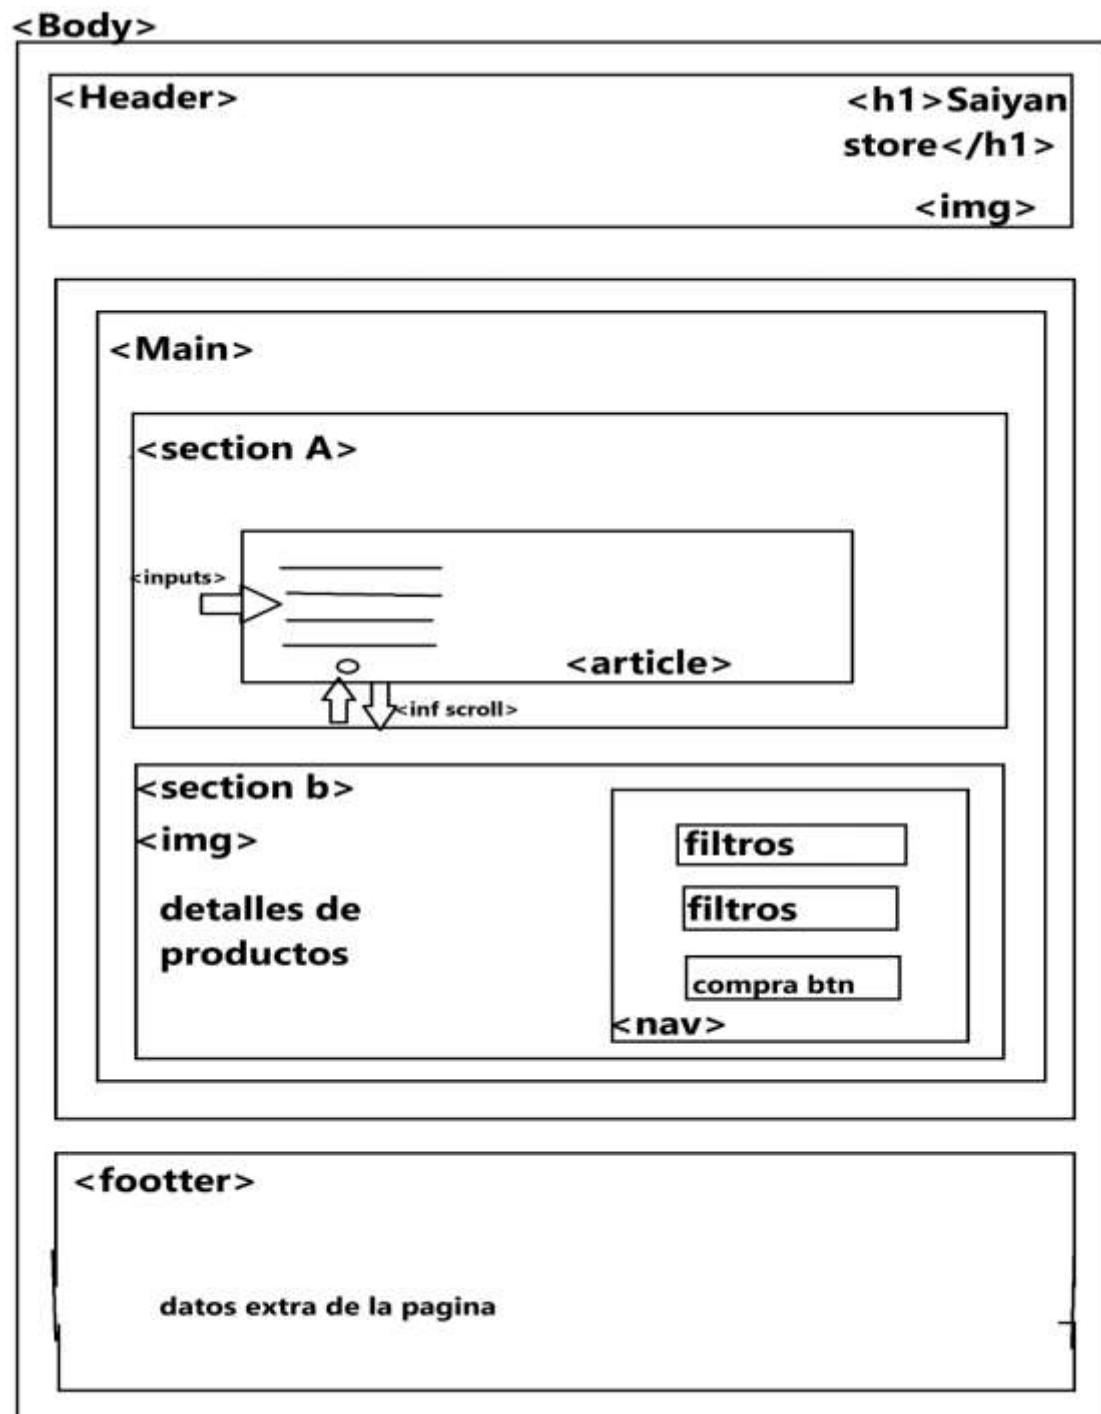 <Body>
<Header>
<h1>Saiyan
store</h1>
<img>
<Main>
<section A>
<inputs>
<article>
<inf scroll>
<section b>
<img>
detalles de
productos
filtros
filtros
compra btn
<nav>
<footter>
datos extra de la pagina